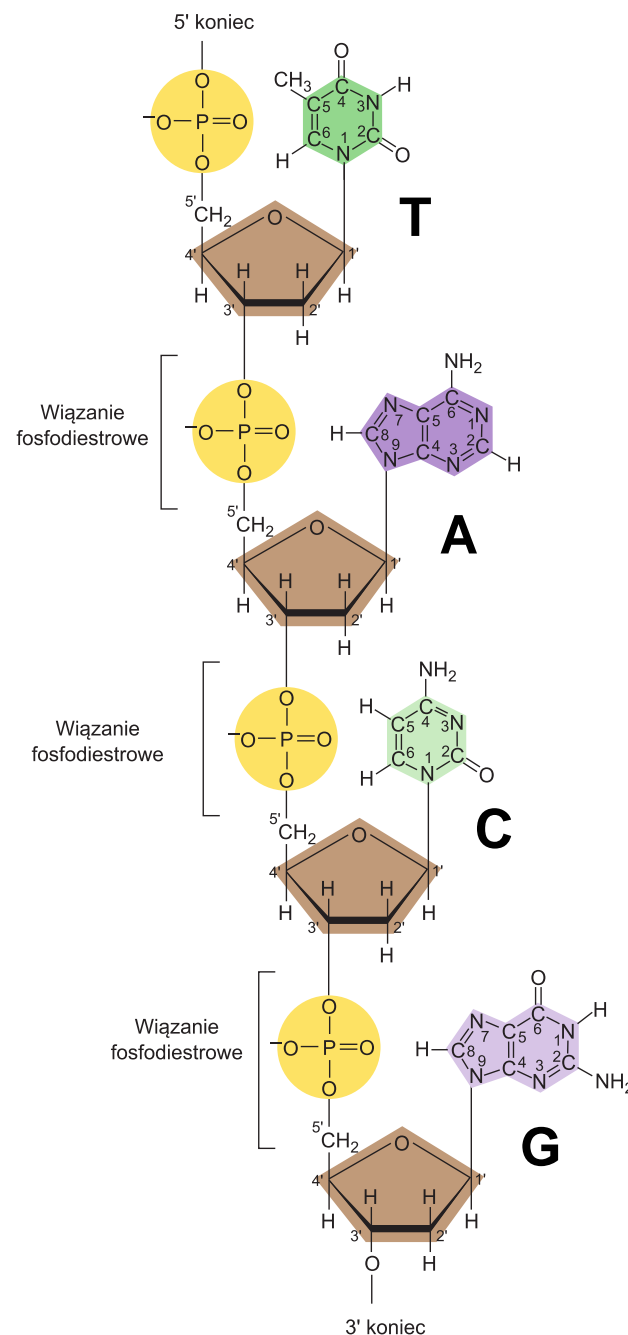 5' koniec
O
O
-O-P=O
O
CH3
4
5
3
N
H
6
1
2
C
N
O
H
5'
CH2
T
O
4'
1'
H
H
H
H
3'
2'
H
Wiązanie
fosfodiestrowe
O
-O-P=O
O
NH2
N
7
5
C
6
C
1
N
H
C
8
9
N
4
C
3
N
2
C
H
5'
CH2
A
O
4'
1'
H
H
H
H
3'
2'
H
Wiązanie
fosfodiestrowe
O
-O-P=O
O
NH2
H
C
5
C
4
3
N
C
6
1
N
2
C
O
H
5'
CH2
C
O
4'
1'
H
H
H
H
3'
2'
H
Wiązanie
fosfodiestrowe
O
-O-P=O
O
O
N
7
5
C
C
6
1
N
H
H
C
8
9
N
4
C
3
N
2
C
NH2
5'
CH2
G
O
4'
1'
H
H
H
H
3'
2'
O
H
3' koniec